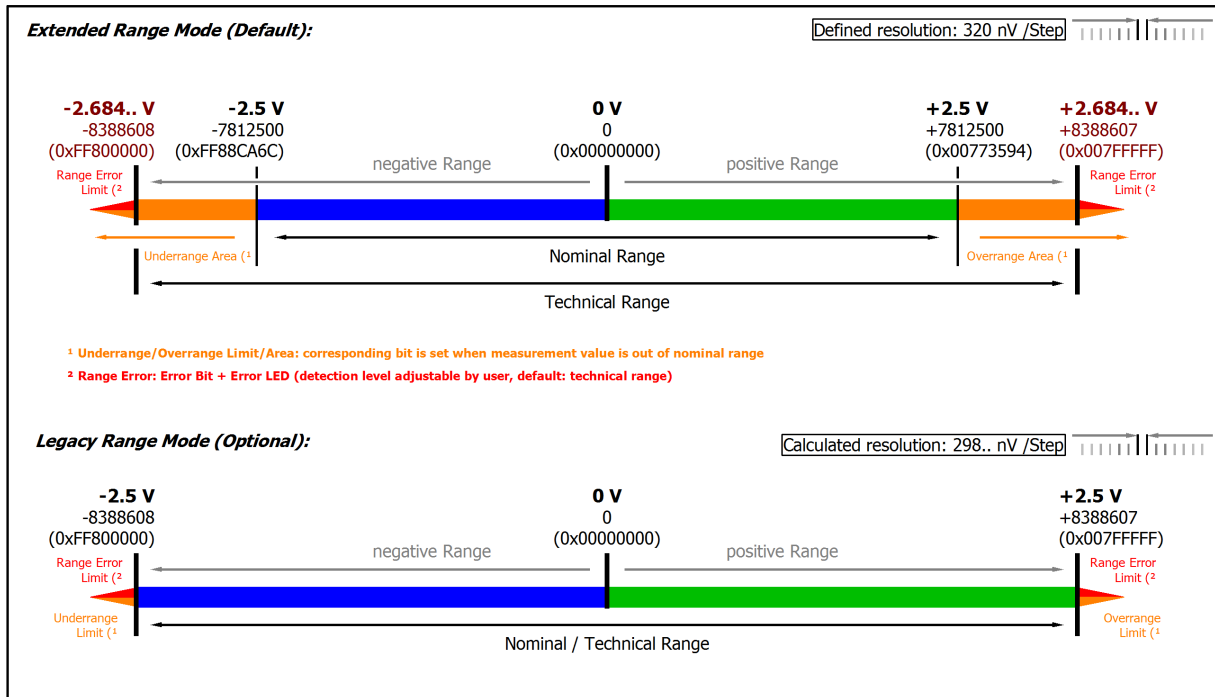 Extended Range Mode (Default):
Defined resolution: 320 nV /Step
-2.684.. V
-8388608
(0xFF800000)
-2.5 V
-7812500
(0xFF88CA6C)
0 V
0
(0x00000000)
+2.5 V
+7812500
(0x00773594)
+2.684.. V
+8388607
(0x007FFFFF)
negative Range
positive Range
Range Error
Limit (²
Range Error
Limit (²
Underrange Area (¹
Nominal Range
Overrange Area (¹
Technical Range
¹ Underrange/Overrange Limit/Area: corresponding bit is set when measurement value is out of nominal range
² Range Error: Error Bit + Error LED (detection level adjustable by user, default: technical range)
Legacy Range Mode (Optional):
Calculated resolution: 298.. nV /Step
-2.5 V
-8388608
(0xFF800000)
0 V
0
(0x00000000)
+2.5 V
+8388607
(0x007FFFFF)
negative Range
positive Range
Range Error
Limit (²
Range Error
Limit (²
Underrange
Limit (¹
Overrange
Limit (¹
Nominal / Technical Range